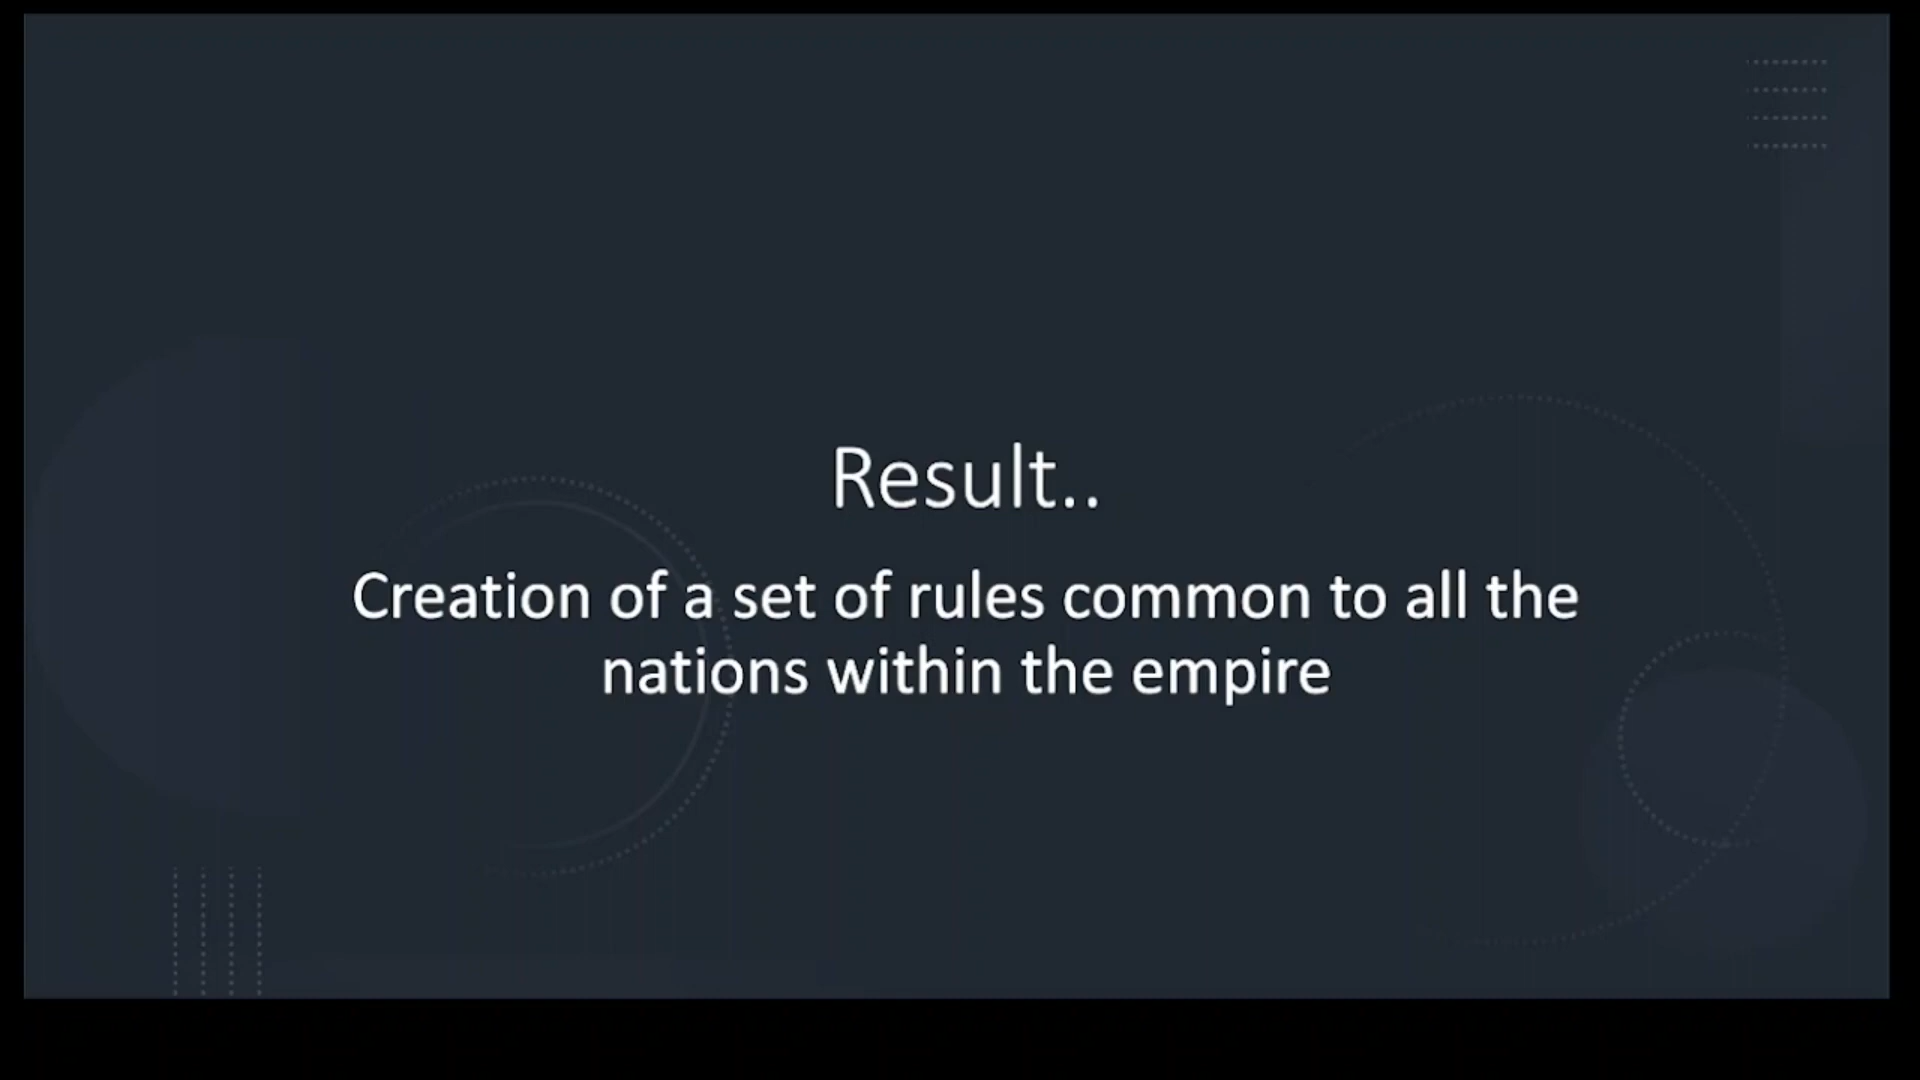 Result..
Creation of a set of rules common to all the
nations within the empire